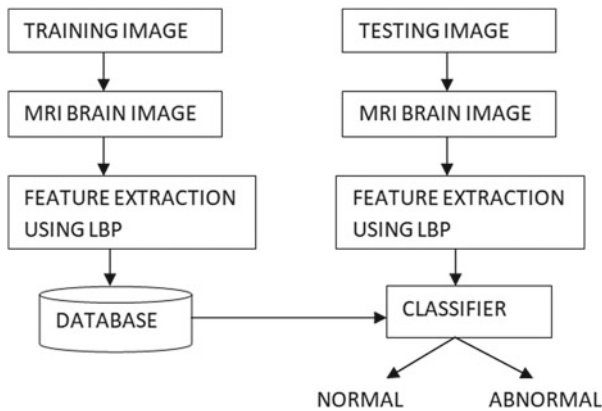 TRAINING IMAGE
MRI BRAIN IMAGE
FEATURE EXTRACTION
USING LBP
DATABASE
TESTING IMAGE
MRI BRAIN IMAGE
FEATURE EXTRACTION
USING LBP
CLASSIFIER
NORMAL
ABNORMAL